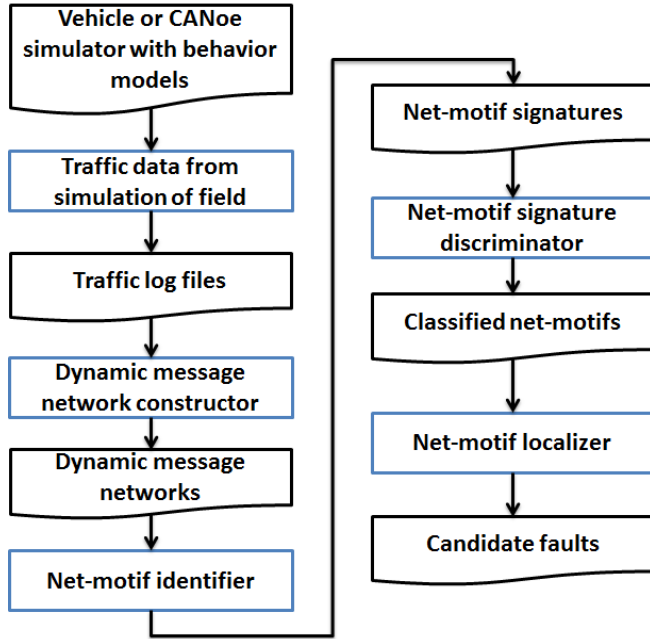 Vehicle or CANoe
simulator with behavior
models
Traffic data from
simulation of field
Traffic log files
Dynamic message
network constructor
Dynamic message
networks
Net-motif identifier
Net-motif signatures
Net-motif signature
discriminator
Classified net-motifs
Net-motif localizer
Candidate faults